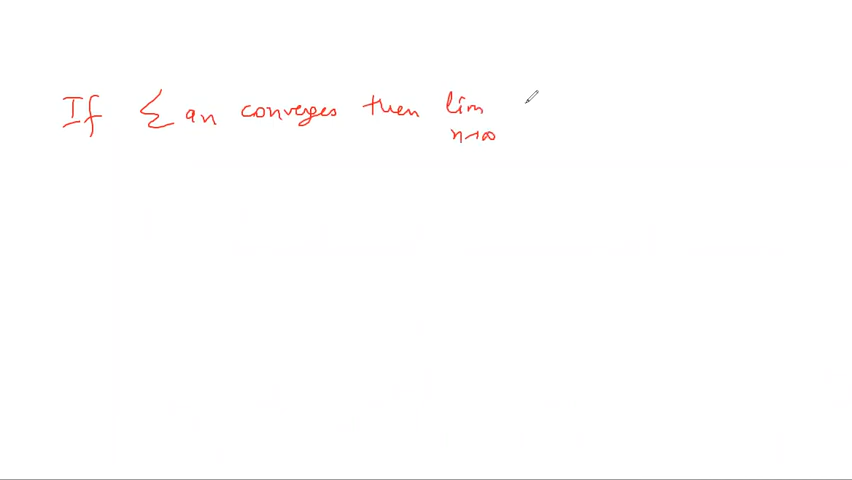 If Σ an converges then lim
n→∞